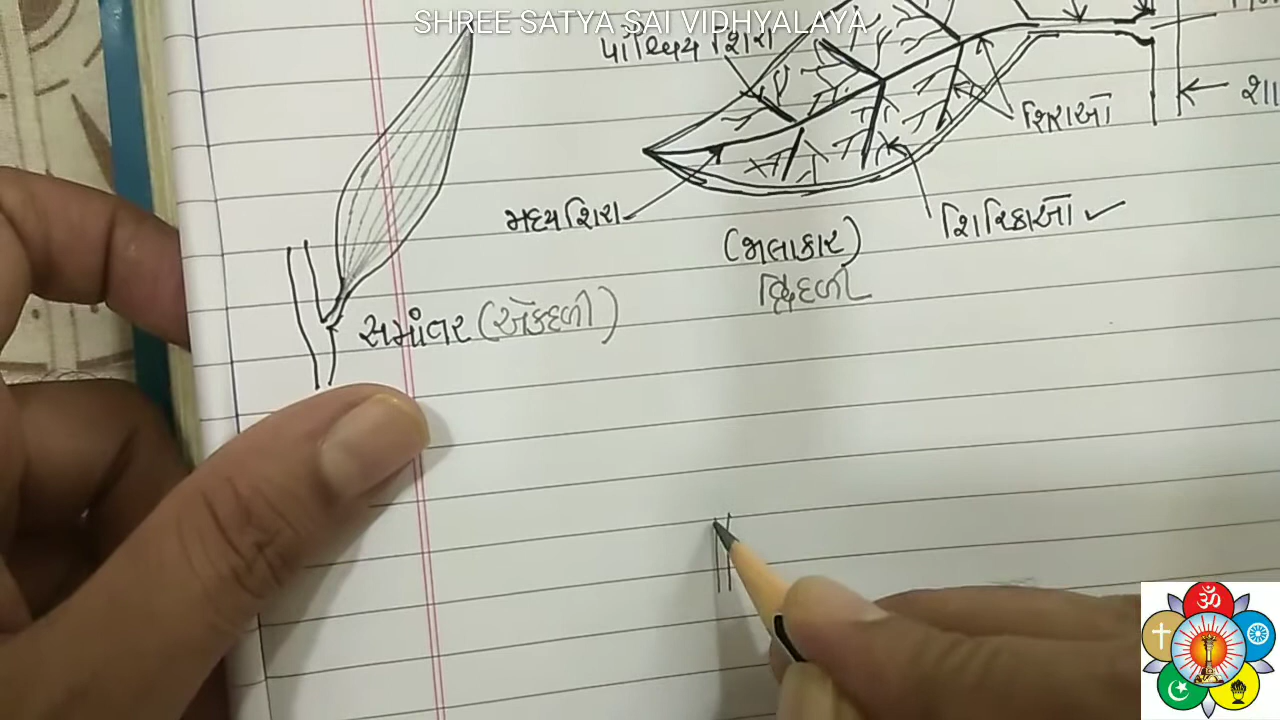 SHREE SATYA SAI VIDHYALAYA
શિરાઓ
મધ્યશિરા
શિરિકાઓ
(જાલાકાર)
દ્વિદળી
સમાંતર (એકદળી)